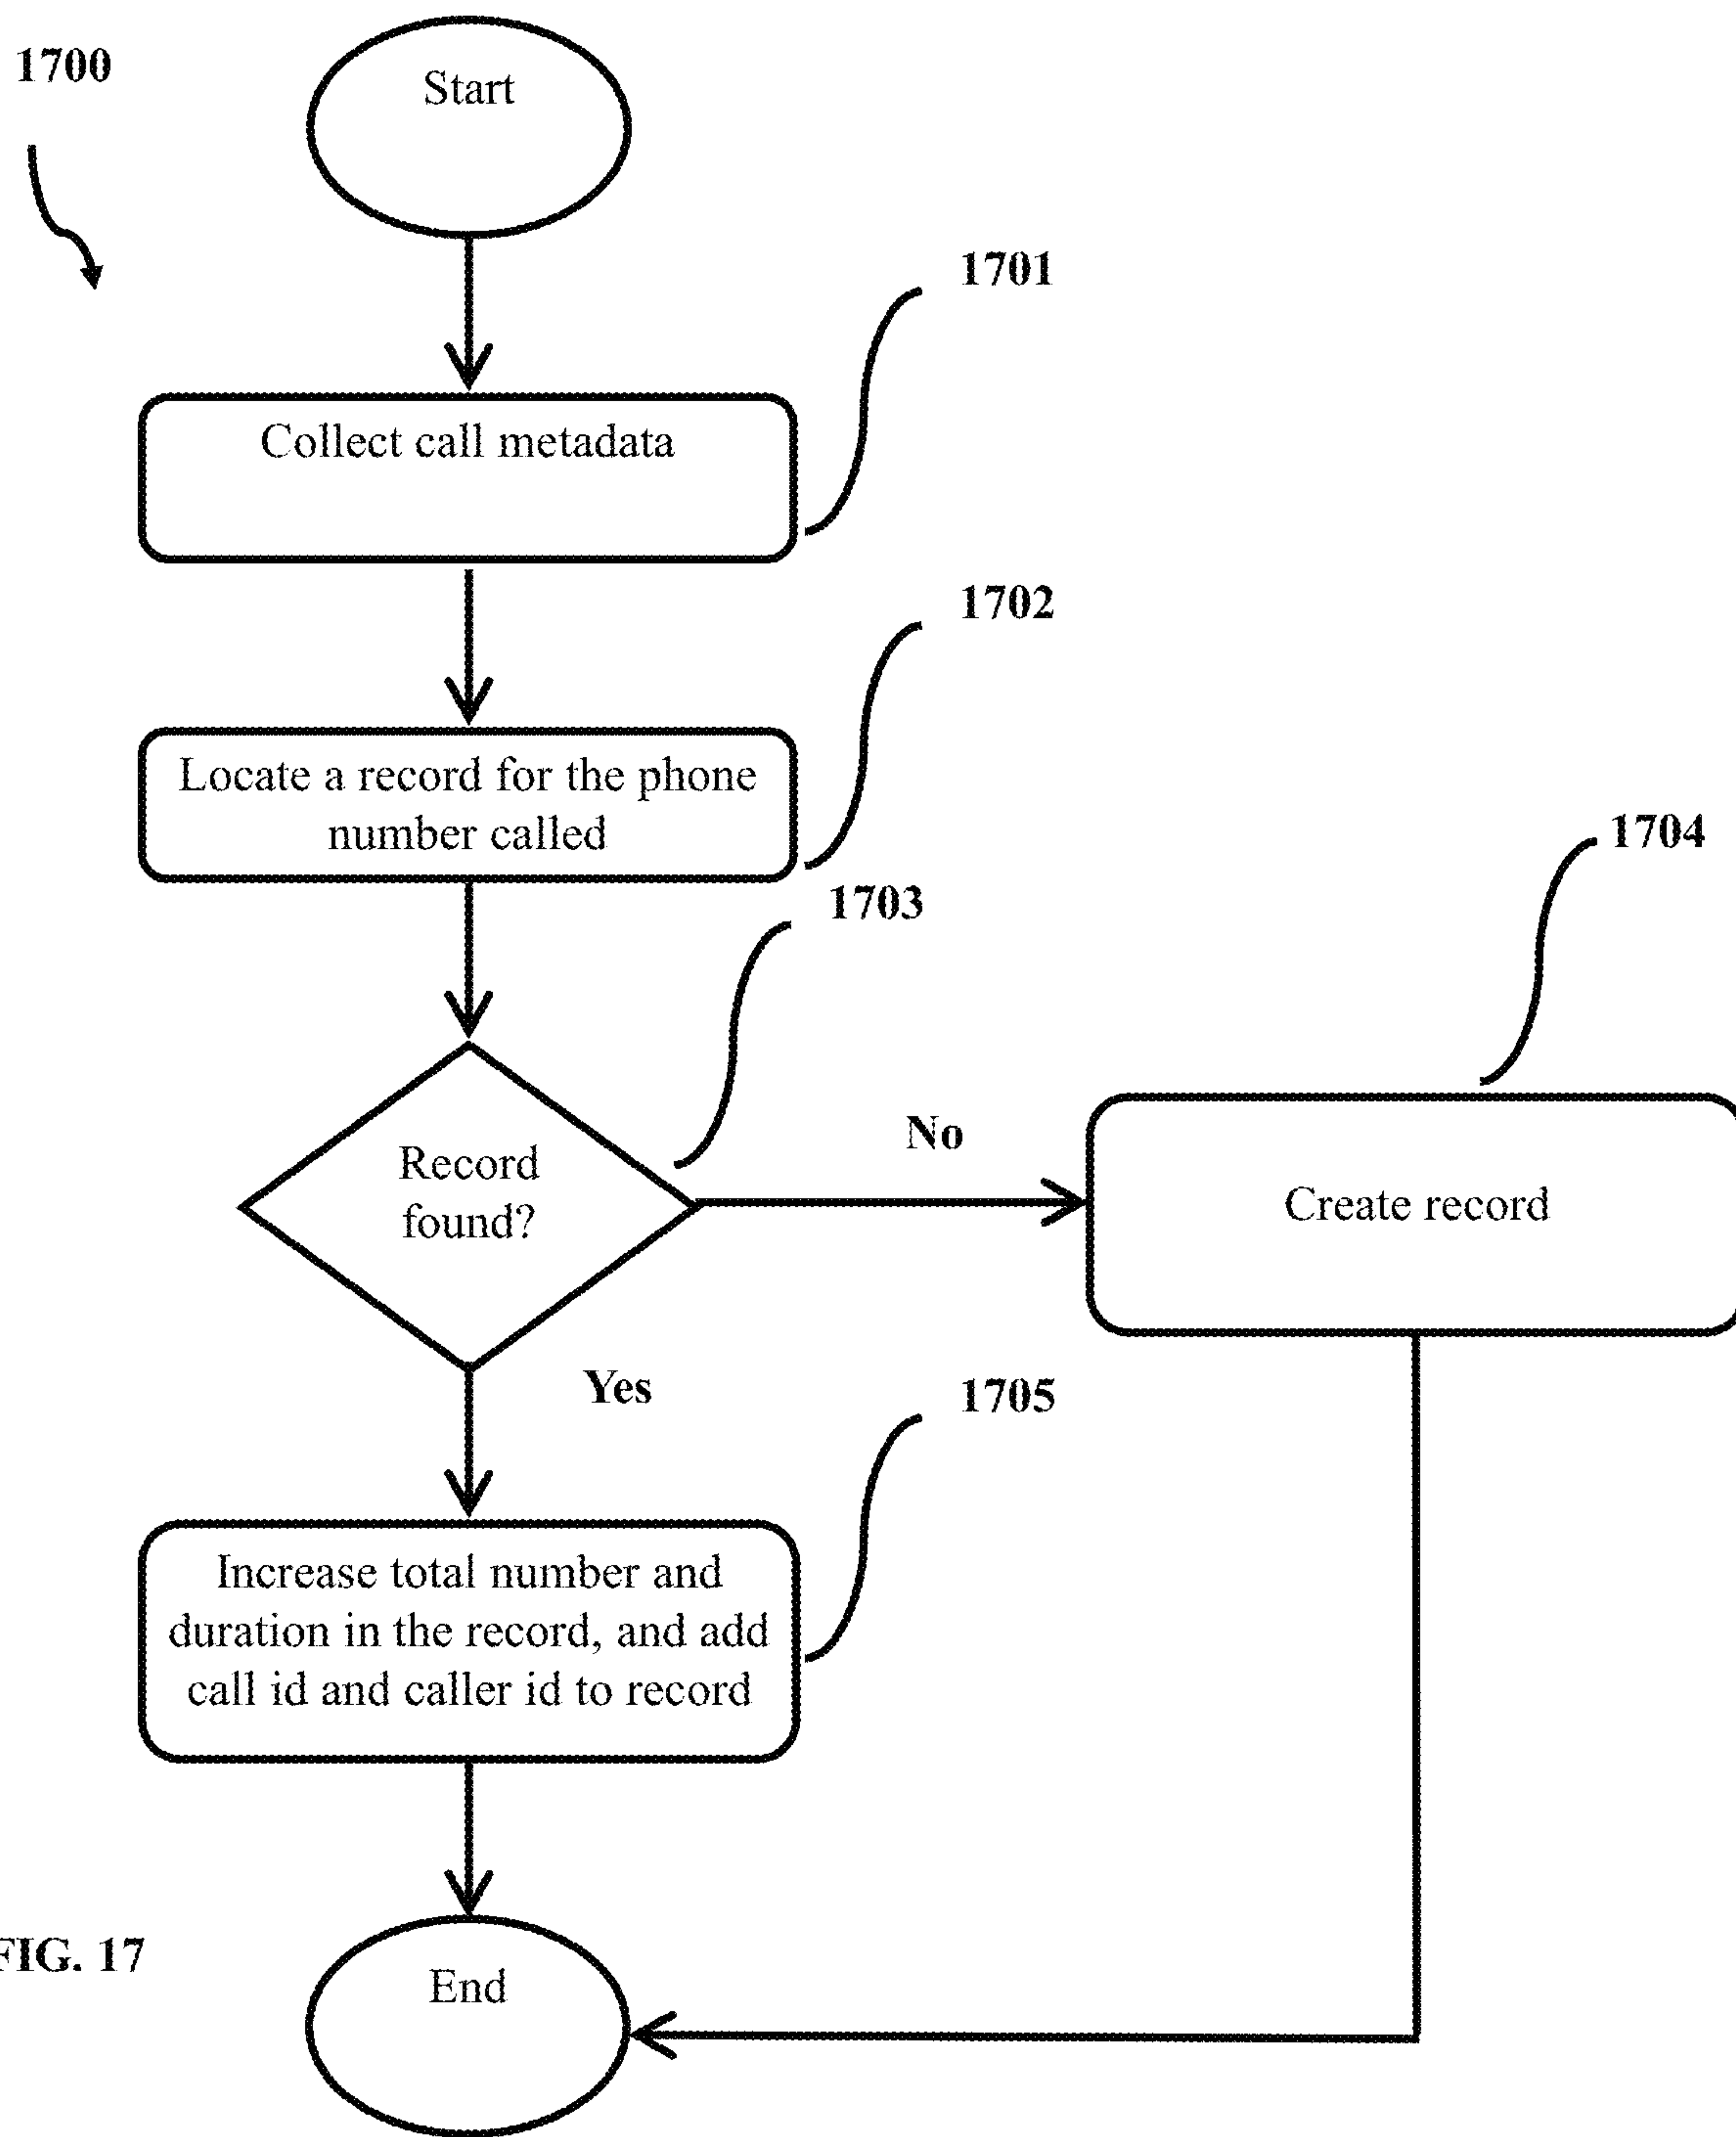 1700
Start
1701
Collect call metadata
1702
Locate a record for the phone
number called
1703
1704
Record
found?
No
Create record
Yes
1705
Increase total number and
duration in the record, and add
call id and caller id to record
FIG. 17
End